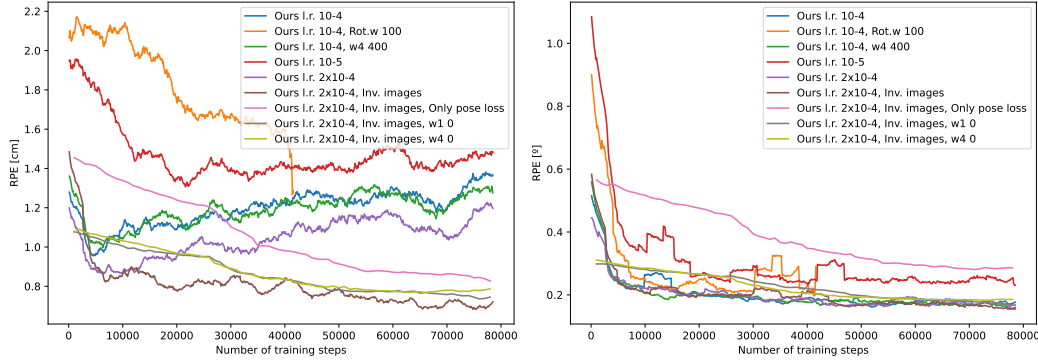 2.2
2.0
1.8
1.6
1.4
1.2
1.0
0.8
RPE [cm]
0
10000
20000
30000
40000
50000
60000
70000
80000
Number of training steps
Ours l.r. 10-4
Ours l.r. 10-4, Rot.w 100
Ours l.r. 10-4, w4 400
Ours l.r. 10-5
Ours l.r. 2x10-4
Ours l.r. 2x10-4, Inv. images
Ours l.r. 2x10-4, Inv. images, Only pose loss
Ours l.r. 2x10-4, Inv. images, w1 0
Ours l.r. 2x10-4, Inv. images, w4 0
1.0
0.8
0.6
0.4
0.2
RPE [º]
0
10000
20000
30000
40000
50000
60000
70000
80000
Number of training steps
Ours l.r. 10-4
Ours l.r. 10-4, Rot.w 100
Ours l.r. 10-4, w4 400
Ours l.r. 10-5
Ours l.r. 2x10-4
Ours l.r. 2x10-4, Inv. images
Ours l.r. 2x10-4, Inv. images, Only pose loss
Ours l.r. 2x10-4, Inv. images, w1 0
Ours l.r. 2x10-4, Inv. images, w4 0